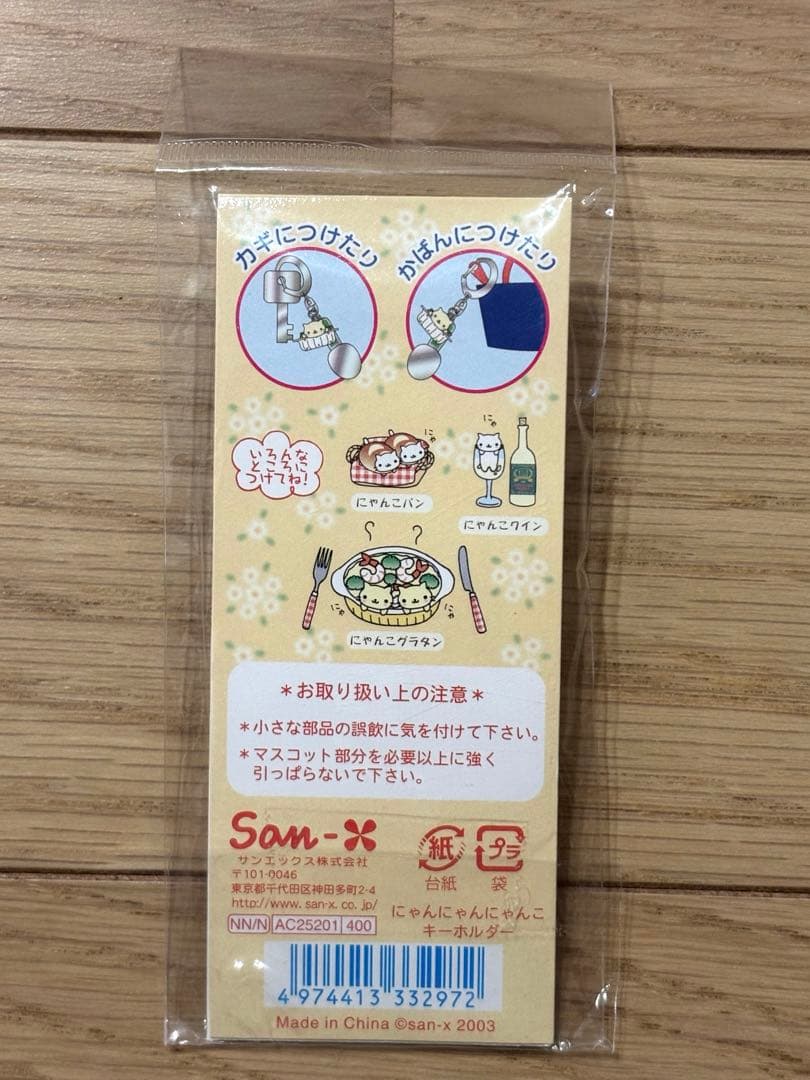 カギにつけたり
かばんにつけたり
いろんな
ところに
つけてね!
にゃ
にゃんこパン
にゃ
にゃんこワイン
にゃ
にゃ
にゃんこグラタン
*お取り扱い上の注意*
*小さな部品の誤飲に気を付けて下さい。
*マスコット部分を必要以上に強く
引っぱらないで下さい。
San-X
サンエックス株式会社
〒101-0046
東京都千代田区神田多町2-4
http://www.san-x.co.jp/
NN/N AC25201 400
紙
台紙
プラ
袋
にゃんにゃんにゃんこ
キーホルダー
4 974413 332972
Made in China ©san-x 2003